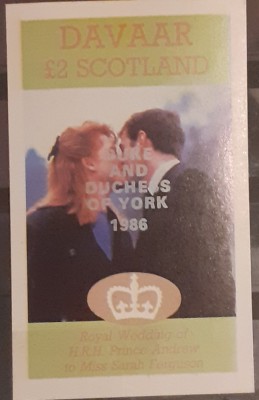 DAVAAR
£2 SCOTLAND
DUKE
AND
DUCHESS
OF YORK
1986
Royal Wedding of
H.R.H. Prince Andrew
to Miss Sarah Ferguson